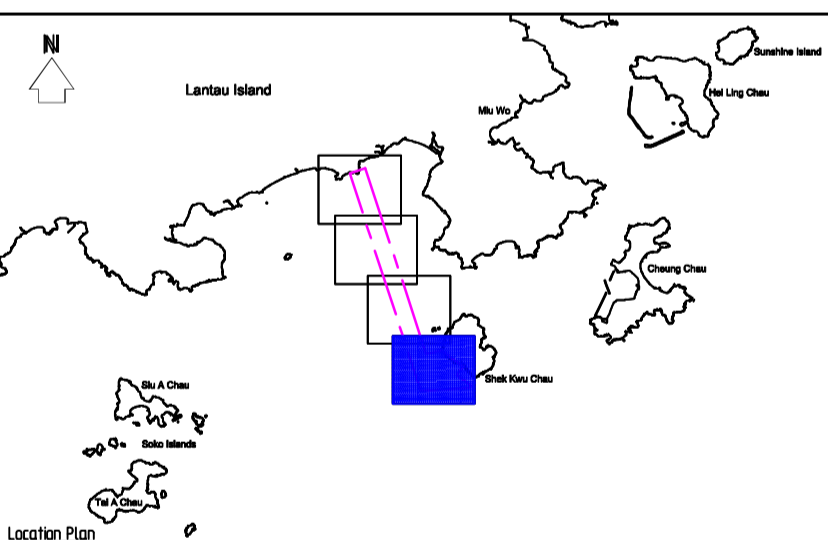 N
Sunshine Island
Lantau Island
Hei Ling Chau
Miu Wo
Cheung Chau
Shek Kwu Chau
Siu A Chau
Soko Islands
Tai A Chau
Location Plan